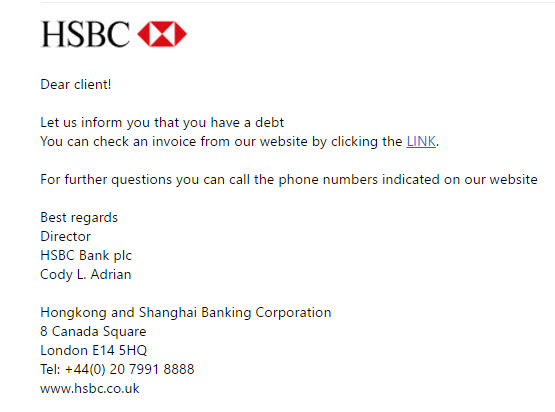 HSBC
Dear client!
Let us inform you that you have a debt
You can check an invoice from our website by clicking the LINK.
For further questions you can call the phone numbers indicated on our website
Best regards
Director
HSBC Bank plc
Cody L. Adrian
Hongkong and Shanghai Banking Corporation
8 Canada Square
London E14 5HQ
Tel: +44(0) 20 7991 8888
www.hsbc.co.uk